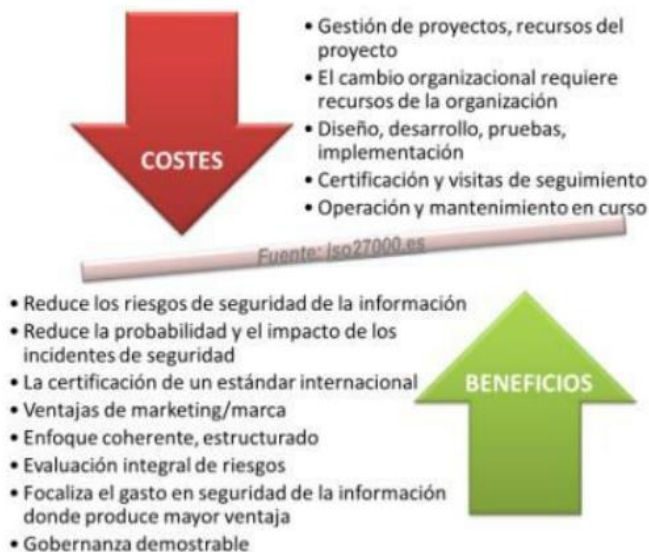 • Gestión de proyectos, recursos del
proyecto
• El cambio organizacional requiere
recursos de la organización
• Diseño, desarrollo, pruebas,
implementación
COSTES
• Certificación y visitas de seguimiento
• Operación y mantenimiento en curso
Fuente: iso27000.es
• Reduce los riesgos de seguridad de la información
• Reduce la probabilidad y el impacto de los
incidentes de seguridad
• La certificación de un estándar internacional
BENEFICIOS
• Ventajas de marketing/marca
• Enfoque coherente, estructurado
• Evaluación integral de riesgos
• Focaliza el gasto en seguridad de la información
donde produce mayor ventaja
• Gobernanza demostrable